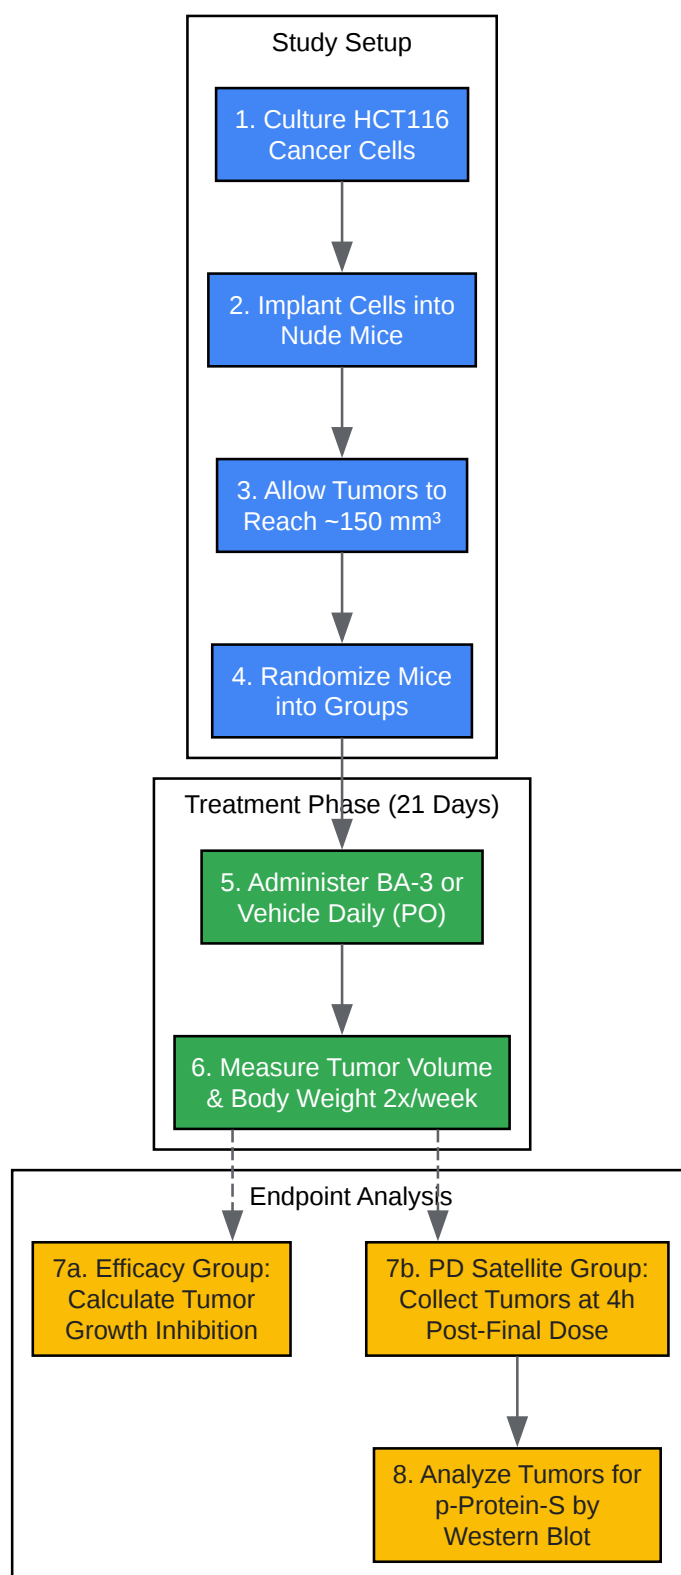 Study Setup
1. Culture HCT116
Cancer Cells
2. Implant Cells into
Nude Mice
3. Allow Tumors to
Reach ~150 mm³
4. Randomize Mice
into Groups
Treatment Phase (21 Days)
5. Administer BA-3 or
Vehicle Daily (PO)
6. Measure Tumor Volume
& Body Weight 2x/week
Endpoint Analysis
7a. Efficacy Group:
Calculate Tumor
Growth Inhibition
7b. PD Satellite Group:
Collect Tumors at 4h
Post-Final Dose
8. Analyze Tumors for
p-Protein-S by
Western Blot